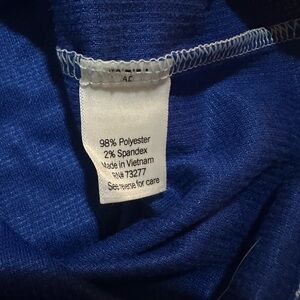 98% Polyester
2% Spandex
Made in Vietnam
RN# 73277
See reverse for care